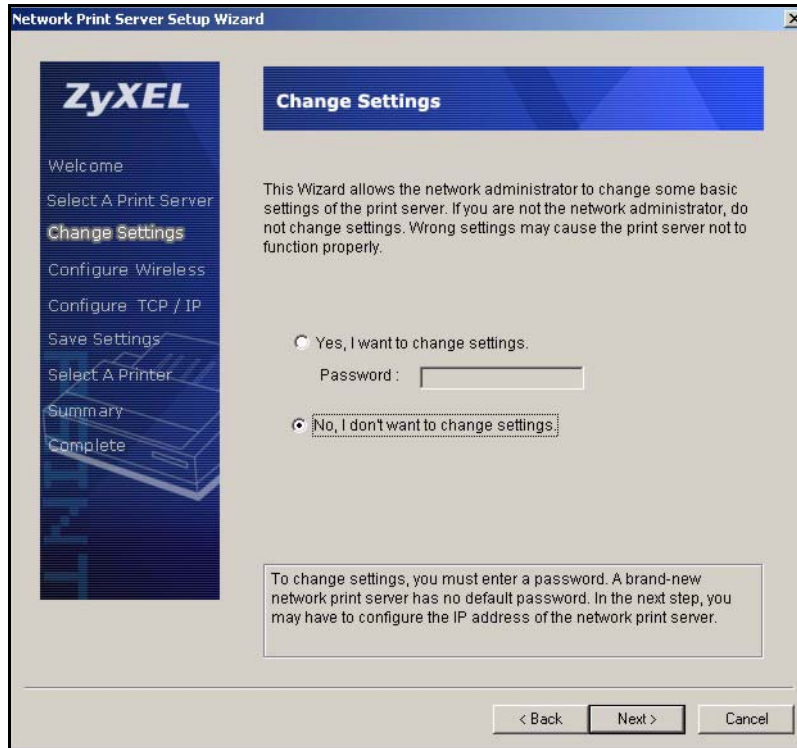 Network Print Server Setup Wizard
ZyXEL
Welcome
Select A Print Server
Change Settings
Configure Wireless
Configure TCP / IP
Save Settings
Select A Printer
Summary
Complete
PRINT
Change Settings
This Wizard allows the network administrator to change some basic
settings of the print server. If you are not the network administrator, do
not change settings. Wrong settings may cause the print server not to
function properly.
Yes, I want to change settings.
Password :
No, I don't want to change settings.
To change settings, you must enter a password. A brand-new
network print server has no default password. In the next step, you
may have to configure the IP address of the network print server.
< Back
Next >
Cancel